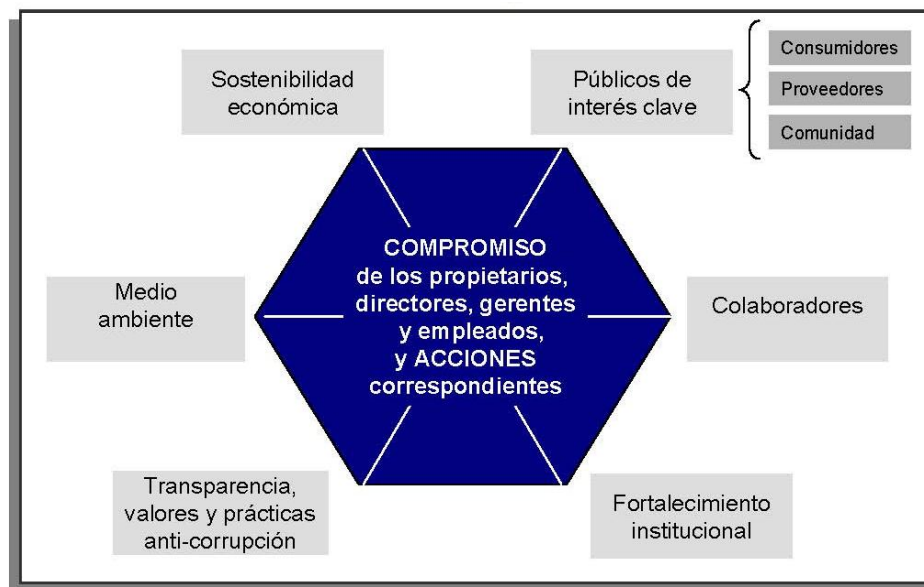 Sostenibilidad
económica
Públicos de
interés clave
Consumidores
Proveedores
Comunidad
COMPROMISO
de los propietarios,
directores, gerentes
y empleados,
y ACCIONES
correspondientes
Medio
ambiente
Colaboradores
Transparencia,
valores y prácticas
anti-corrupción
Fortalecimiento
institucional